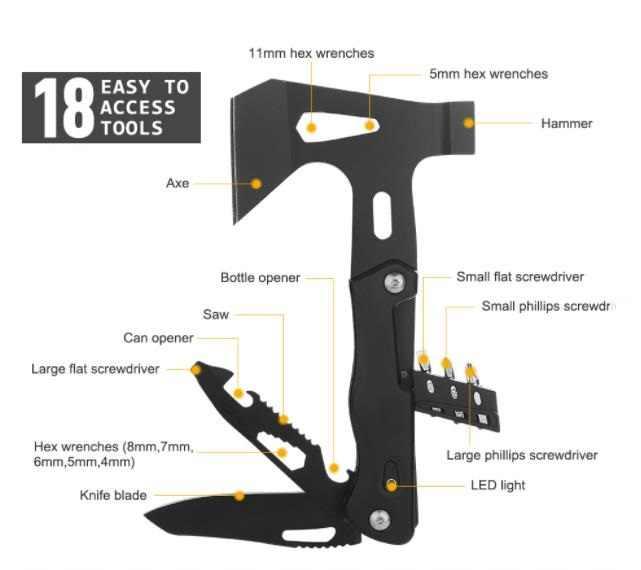 11mm hex wrenches
5mm hex wrenches
18 EASY TO
ACCESS
TOOLS
Hammer
Axe
Bottle opener
Small flat screwdriver
Saw
Small phillips screwdr
Can opener
Large flat screwdriver
Hex wrenches (8mm,7mm,
6mm,5mm,4mm)
Large phillips screwdriver
Knife blade
LED light